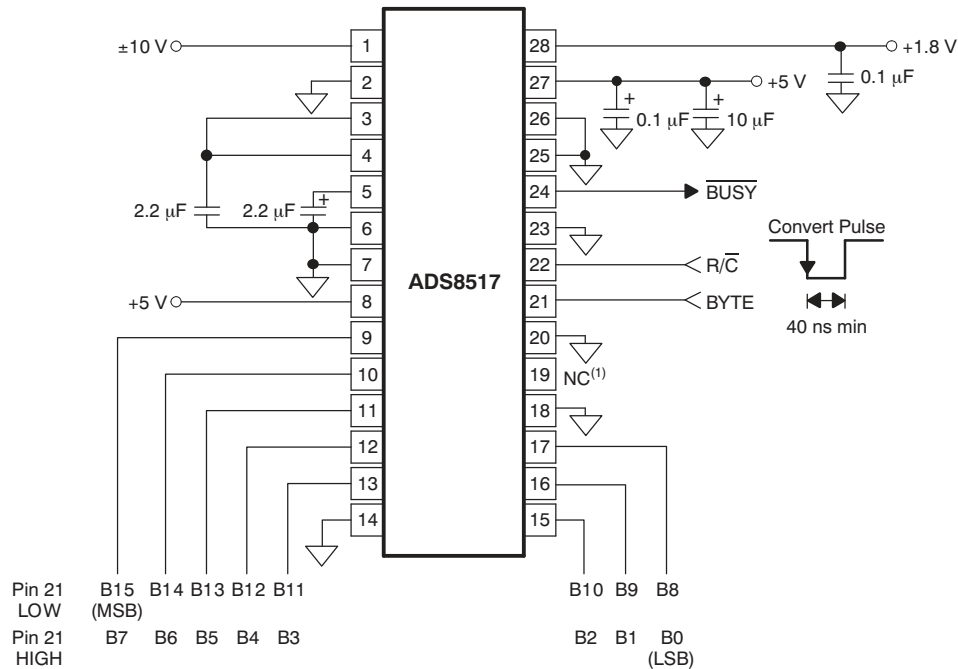 ±10 V 1 28 +1.8 V
2 27 +5 V 0.1 µF
3 26 + 0.1 µF + 10 µF
4 25
5 24 BUSY
2.2 µF 2.2 µF +
6 23 Convert Pulse
7 22 R/C
ADS8517
+5 V 8 21 BYTE
40 ns min
9 20
10 19 NC(1)
11 18
12 17
13 16
14 15
Pin 21 LOW B15 (MSB) B14 B13 B12 B11 B10 B9 B8
Pin 21 HIGH B7 B6 B5 B4 B3 B2 B1 B0 (LSB)